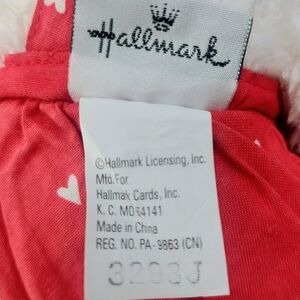 Hallmark
©Hallmark Licensing, Inc.
Mfd. For
Hallmark Cards, Inc.
K. C. MO 64141
Made in China
REG. NO. PA-9863 (CN)
3298J